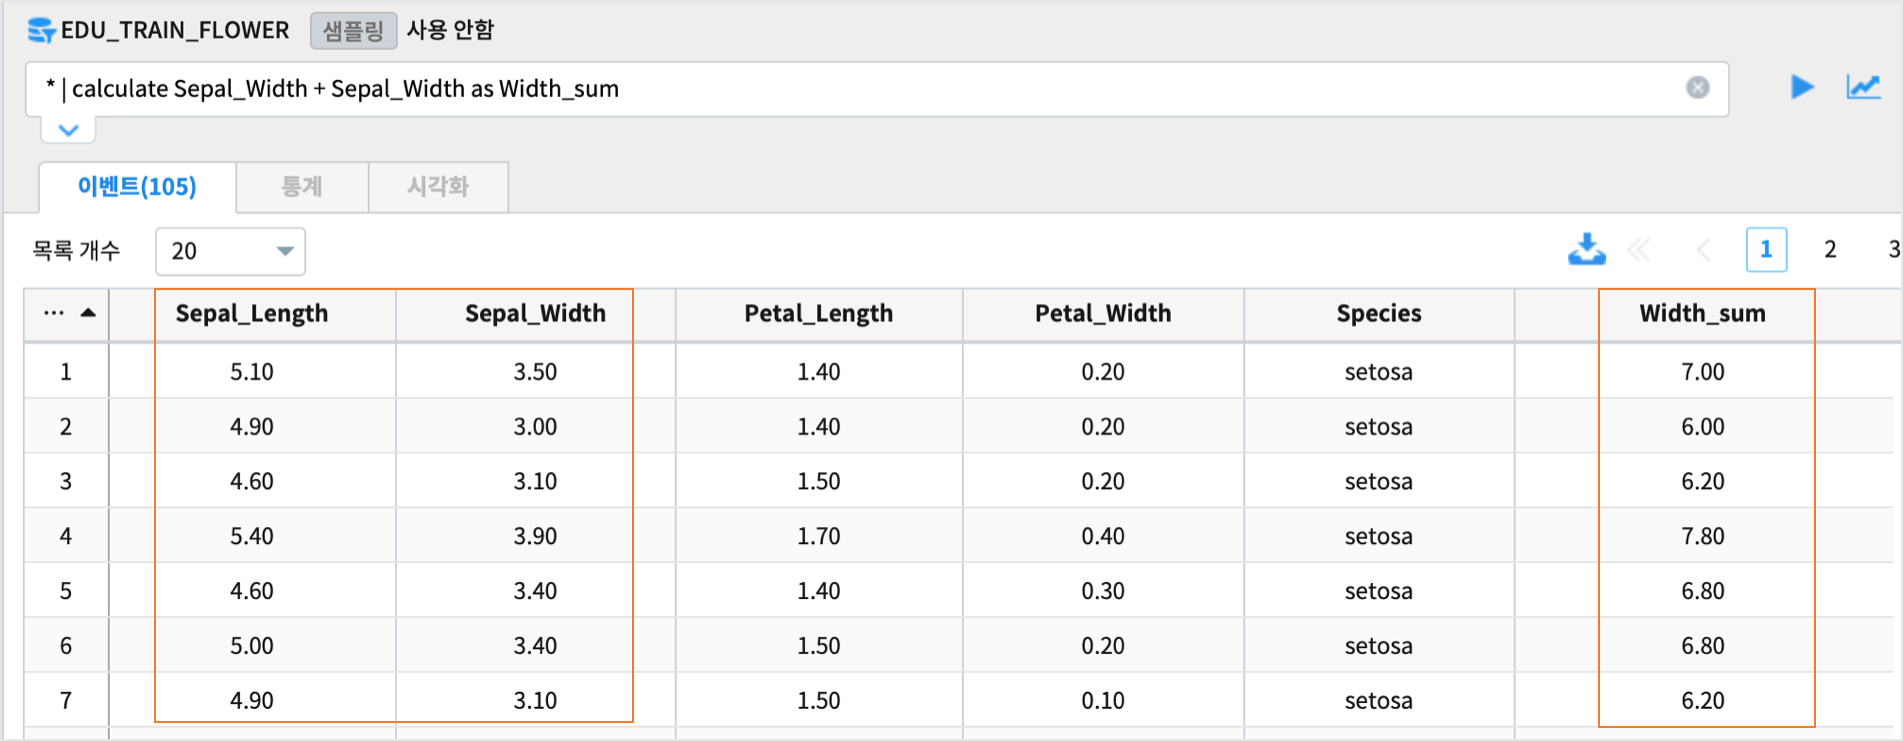 EDU_TRAIN_FLOWER 샘플링 사용 안함
* | calculate Sepal_Width + Sepal_Width as Width_sum
이벤트(105) 통계 시각화
목록 개수 20 1 2 3
... Sepal_Length Sepal_Width Petal_Length Petal_Width Species Width_sum
1 5.10 3.50 1.40 0.20 setosa 7.00
2 4.90 3.00 1.40 0.20 setosa 6.00
3 4.60 3.10 1.50 0.20 setosa 6.20
4 5.40 3.90 1.70 0.40 setosa 7.80
5 4.60 3.40 1.40 0.30 setosa 6.80
6 5.00 3.40 1.50 0.20 setosa 6.80
7 4.90 3.10 1.50 0.10 setosa 6.20